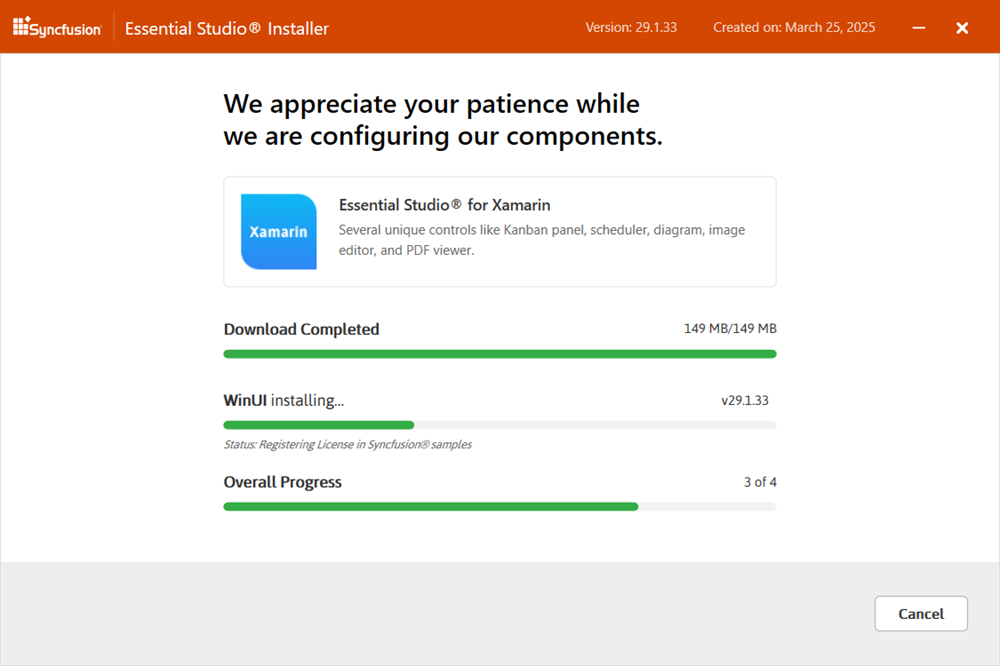 Syncfusion® Essential Studio® Installer Version: 29.1.33 Created on: March 25, 2025
We appreciate your patience while
we are configuring our components.
Xamarin
Essential Studio® for Xamarin
Several unique controls like Kanban panel, scheduler, diagram, image
editor, and PDF viewer.
Download Completed 149 MB/149 MB
WinUI installing... v29.1.33
Status: Registering License in Syncfusion® samples
Overall Progress 3 of 4
Cancel